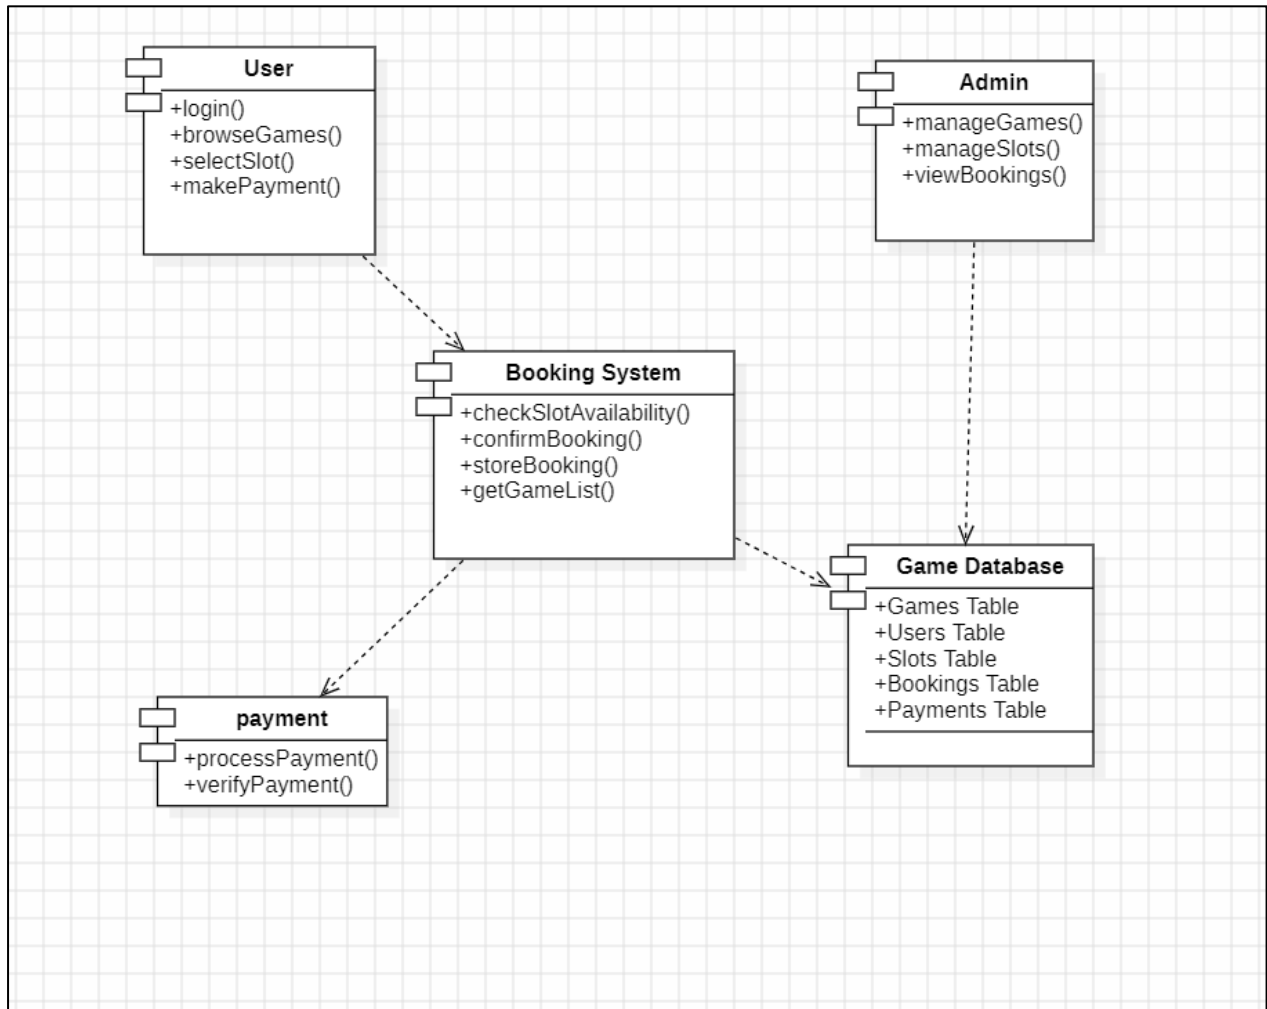 User
+login()
+browseGames()
+selectSlot()
+makePayment()
Admin
+manageGames()
+manageSlots()
+viewBookings()
Booking System
+checkSlotAvailability()
+confirmBooking()
+storeBooking()
+getGameList()
Game Database
+Games Table
+Users Table
+Slots Table
+Bookings Table
+Payments Table
payment
+processPayment()
+verifyPayment()